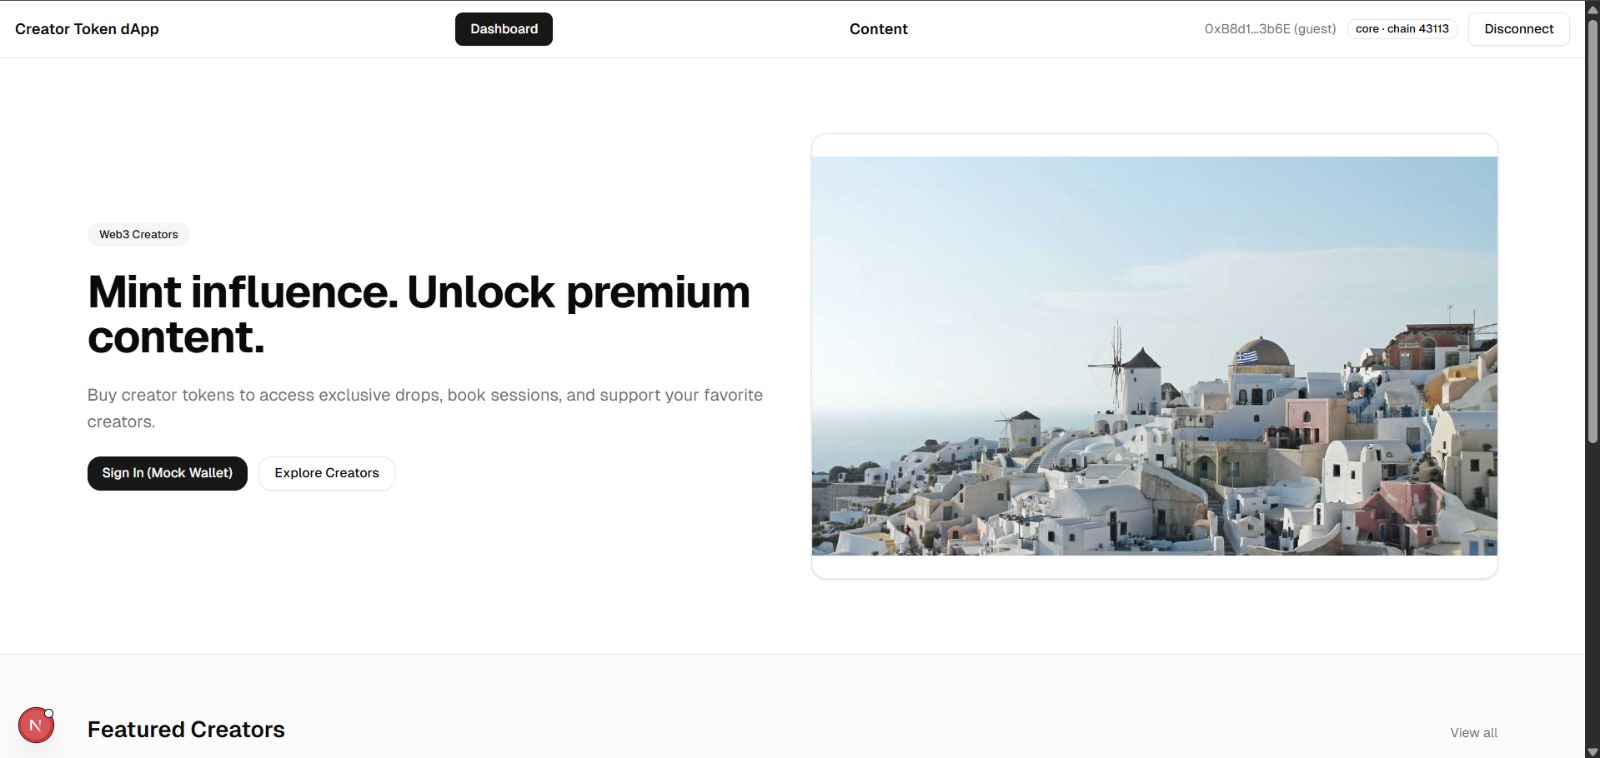 Creator Token dApp
Dashboard
Content
0xB8d1...3b6E (guest)
core · chain 43113
Disconnect
Web3 Creators
Mint influence. Unlock premium
content.
Buy creator tokens to access exclusive drops, book sessions, and support your favorite
creators.
Sign In (Mock Wallet)
Explore Creators
N
Featured Creators
View all